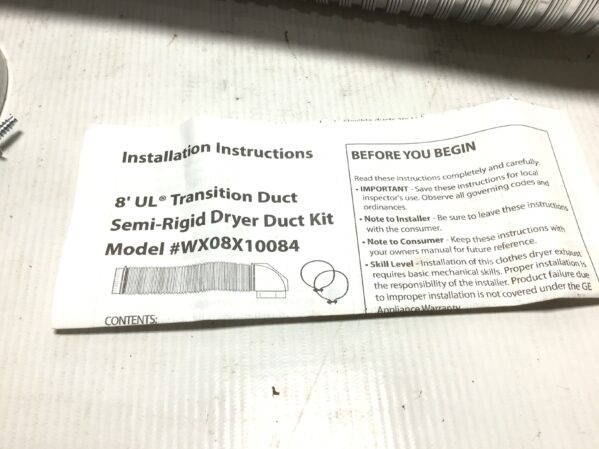 Installation Instructions
8' UL® Transition Duct
Semi-Rigid Dryer Duct Kit
Model #WX08X10084
CONTENTS:
BEFORE YOU BEGIN
Read these instructions completely and carefully.
• IMPORTANT - Save these instructions for local
inspector's use. Observe all governing codes and
ordinances.
• Note to Installer - Be sure to leave these instructions
with the consumer.
• Note to Consumer - Keep these instructions with
your owners manual for future reference.
• Skill Level - Installation of this clothes dryer exhaust
requires basic mechanical skills. Proper installation is
the responsibility of the installer. Product failure due
to improper installation is not covered under the GE
Appliance Warranty.